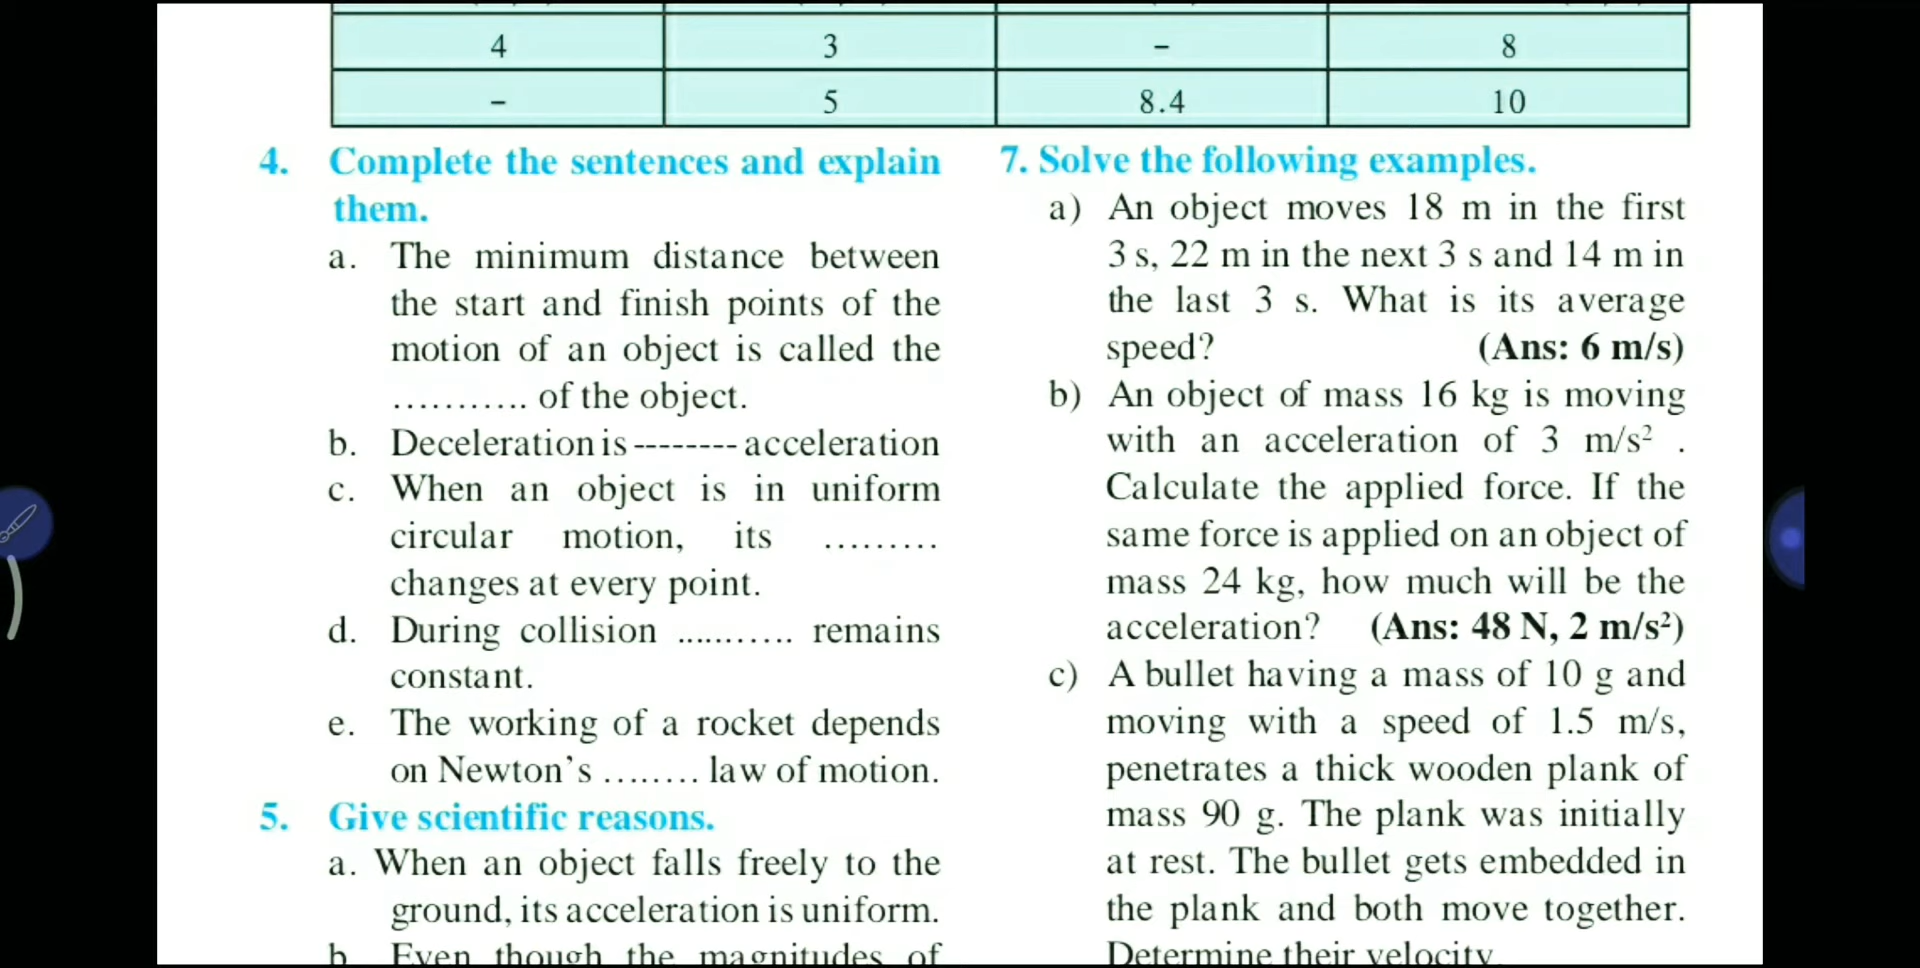 4 3 – 8
– 5 8.4 10
4. Complete the sentences and explain
them.
a. The minimum distance between
the start and finish points of the
motion of an object is called the
........... of the object.
b. Deceleration is -------- acceleration
c. When an object is in uniform
circular motion, its .........
changes at every point.
d. During collision ........... remains
constant.
e. The working of a rocket depends
on Newton's ........ law of motion.
5. Give scientific reasons.
a. When an object falls freely to the
ground, its acceleration is uniform.
b. Even though the magnitudes of
7. Solve the following examples.
a) An object moves 18 m in the first
3 s, 22 m in the next 3 s and 14 m in
the last 3 s. What is its average
speed? (Ans: 6 m/s)
b) An object of mass 16 kg is moving
with an acceleration of 3 m/s² .
Calculate the applied force. If the
same force is applied on an object of
mass 24 kg, how much will be the
acceleration? (Ans: 48 N, 2 m/s²)
c) A bullet having a mass of 10 g and
moving with a speed of 1.5 m/s,
penetrates a thick wooden plank of
mass 90 g. The plank was initially
at rest. The bullet gets embedded in
the plank and both move together.
Determine their velocity.